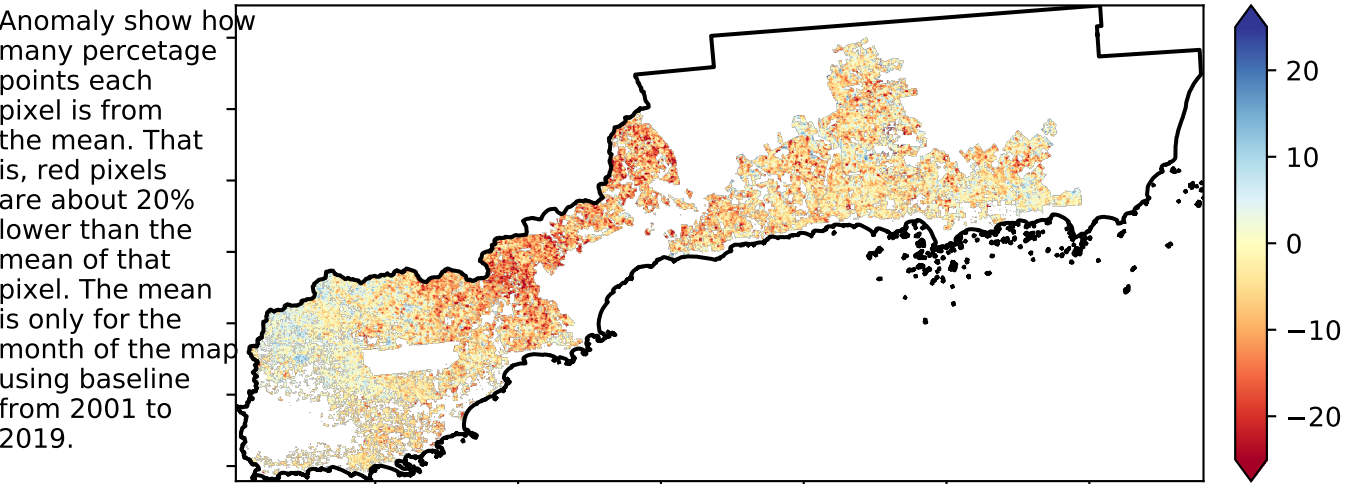 Anomaly show how
many percetage
points each
pixel is from
the mean. That
is, red pixels
are about 20%
lower than the
mean of that
pixel. The mean
is only for the
month of the map
using baseline
from 2001 to
2019.
20
10
0
−10
−20